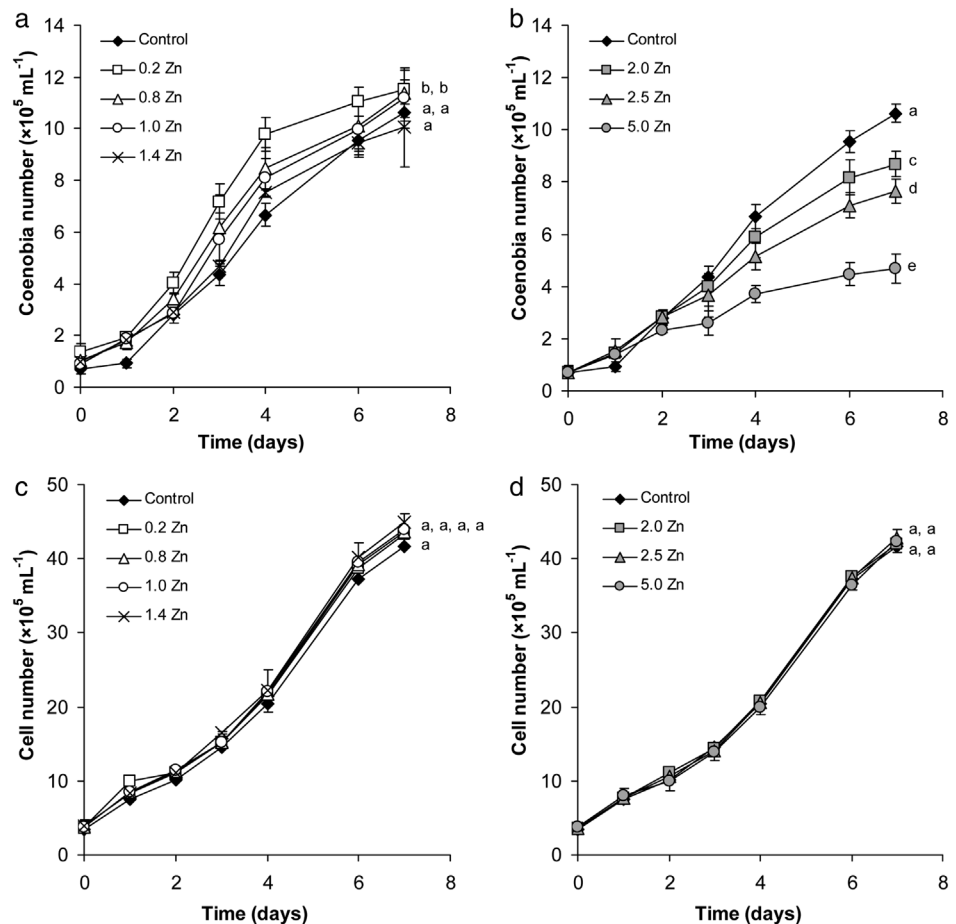 a
Coenobia number (×10⁵ mL⁻¹)
14
12
10
8
6
4
2
0
Control
0.2 Zn
0.8 Zn
1.0 Zn
1.4 Zn
b, b
a, a
a
0 2 4 6 8
Time (days)
b
Coenobia number (×10⁵ mL⁻¹)
14
12
10
8
6
4
2
0
Control
2.0 Zn
2.5 Zn
5.0 Zn
a
c
d
e
0 2 4 6 8
Time (days)
c
Cell number (×10⁵ mL⁻¹)
50
40
30
20
10
0
Control
0.2 Zn
0.8 Zn
1.0 Zn
1.4 Zn
a, a, a, a
a
0 2 4 6 8
Time (days)
d
Cell number (×10⁵ mL⁻¹)
50
40
30
20
10
0
Control
2.0 Zn
2.5 Zn
5.0 Zn
a, a
a, a
0 2 4 6 8
Time (days)